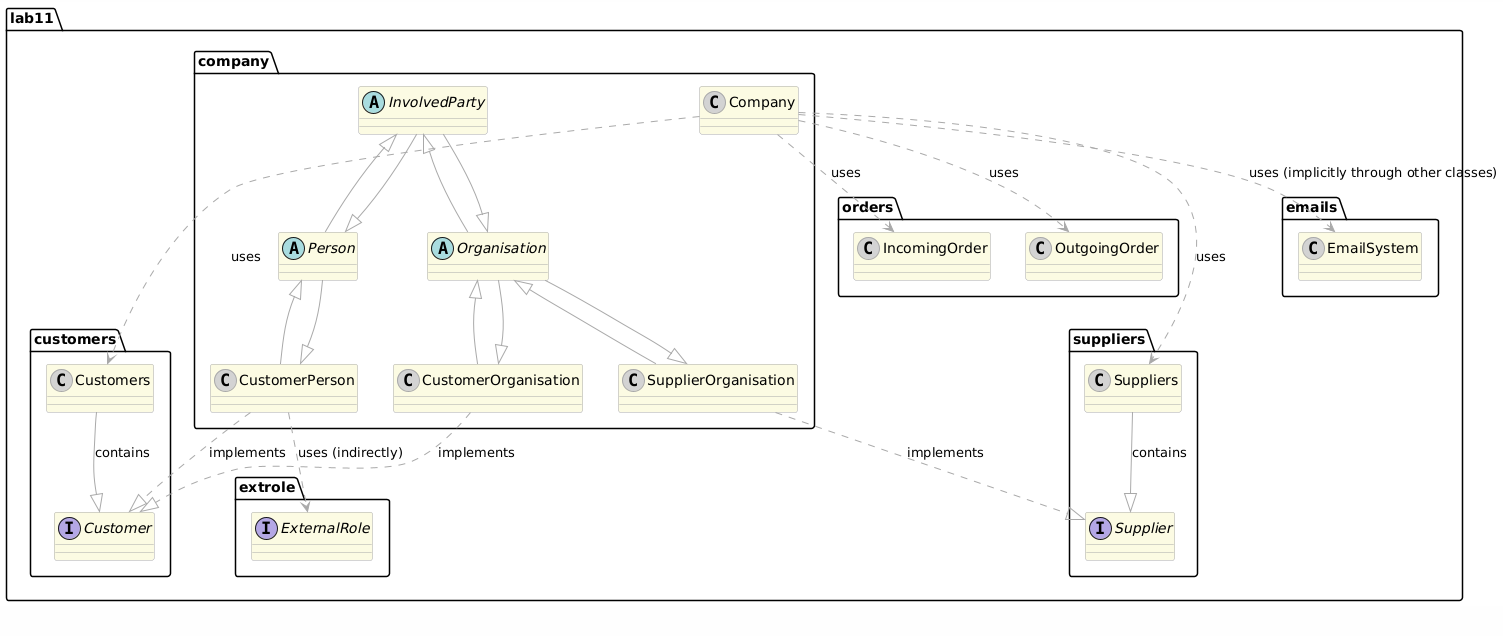 lab11
company
A InvolvedParty
C Company
uses
uses
uses (implicitly through other classes)
orders
emails
A Person
A Organisation
C IncomingOrder
C OutgoingOrder
C EmailSystem
uses
uses
customers
suppliers
C Customers
C CustomerPerson
C CustomerOrganisation
C SupplierOrganisation
C Suppliers
contains
implements
uses (indirectly)
implements
implements
contains
extrole
I Customer
I ExternalRole
I Supplier